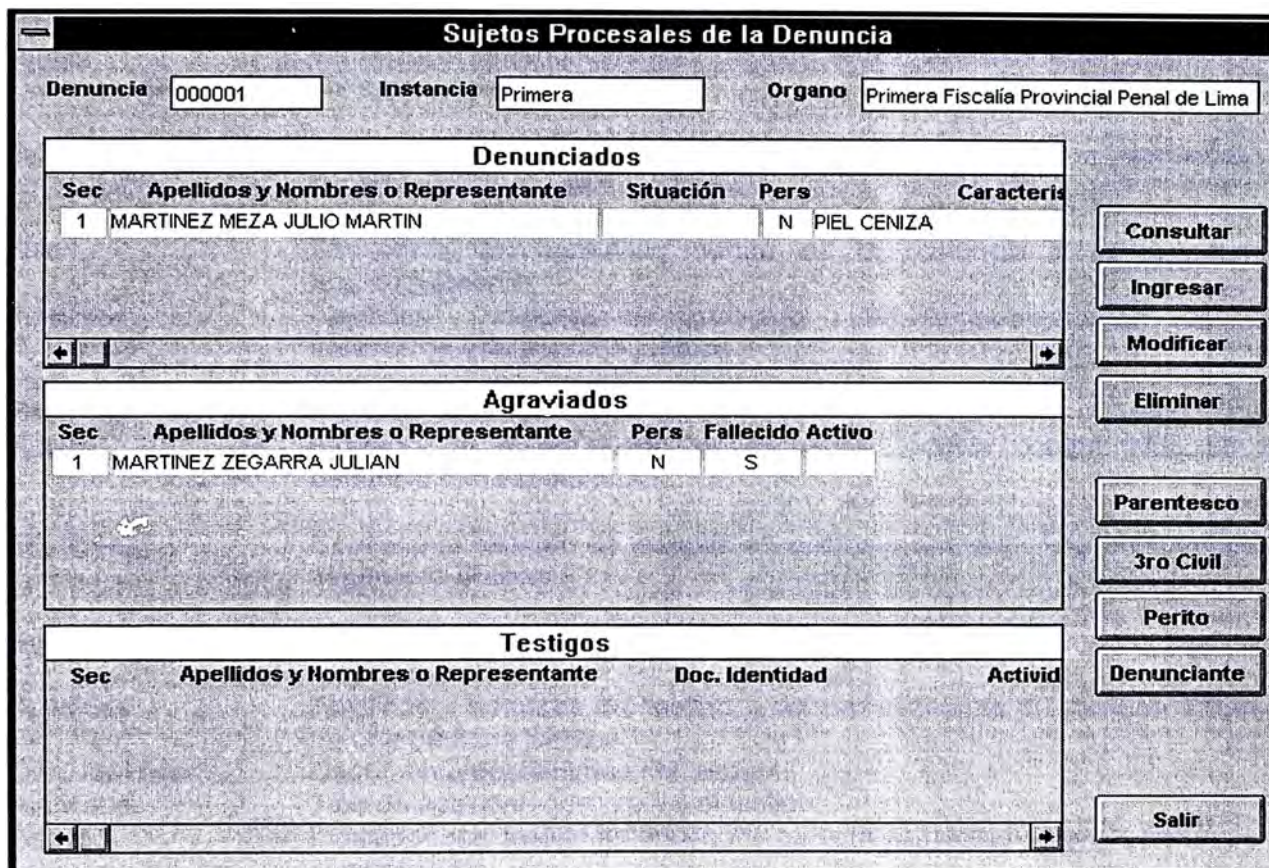 Sujetos Procesales de la Denuncia
Denuncia 000001 Instancia Primera Organo Primera Fiscalía Provincial Penal de Lima
Denunciados
Sec Apellidos y Nombres o Representante Situación Pers Caracteris
1 MARTINEZ MEZA JULIO MARTIN N PIEL CENIZA
Consultar
Ingresar
Modificar
Eliminar
Agraviados
Sec Apellidos y Nombres o Representante Pers Fallecido Activo
1 MARTINEZ ZEGARRA JULIAN N S
Parentesco
3ro Civil
Perito
Denunciante
Testigos
Sec Apellidos y Nombres o Representante Doc. Identidad Activid
Salir